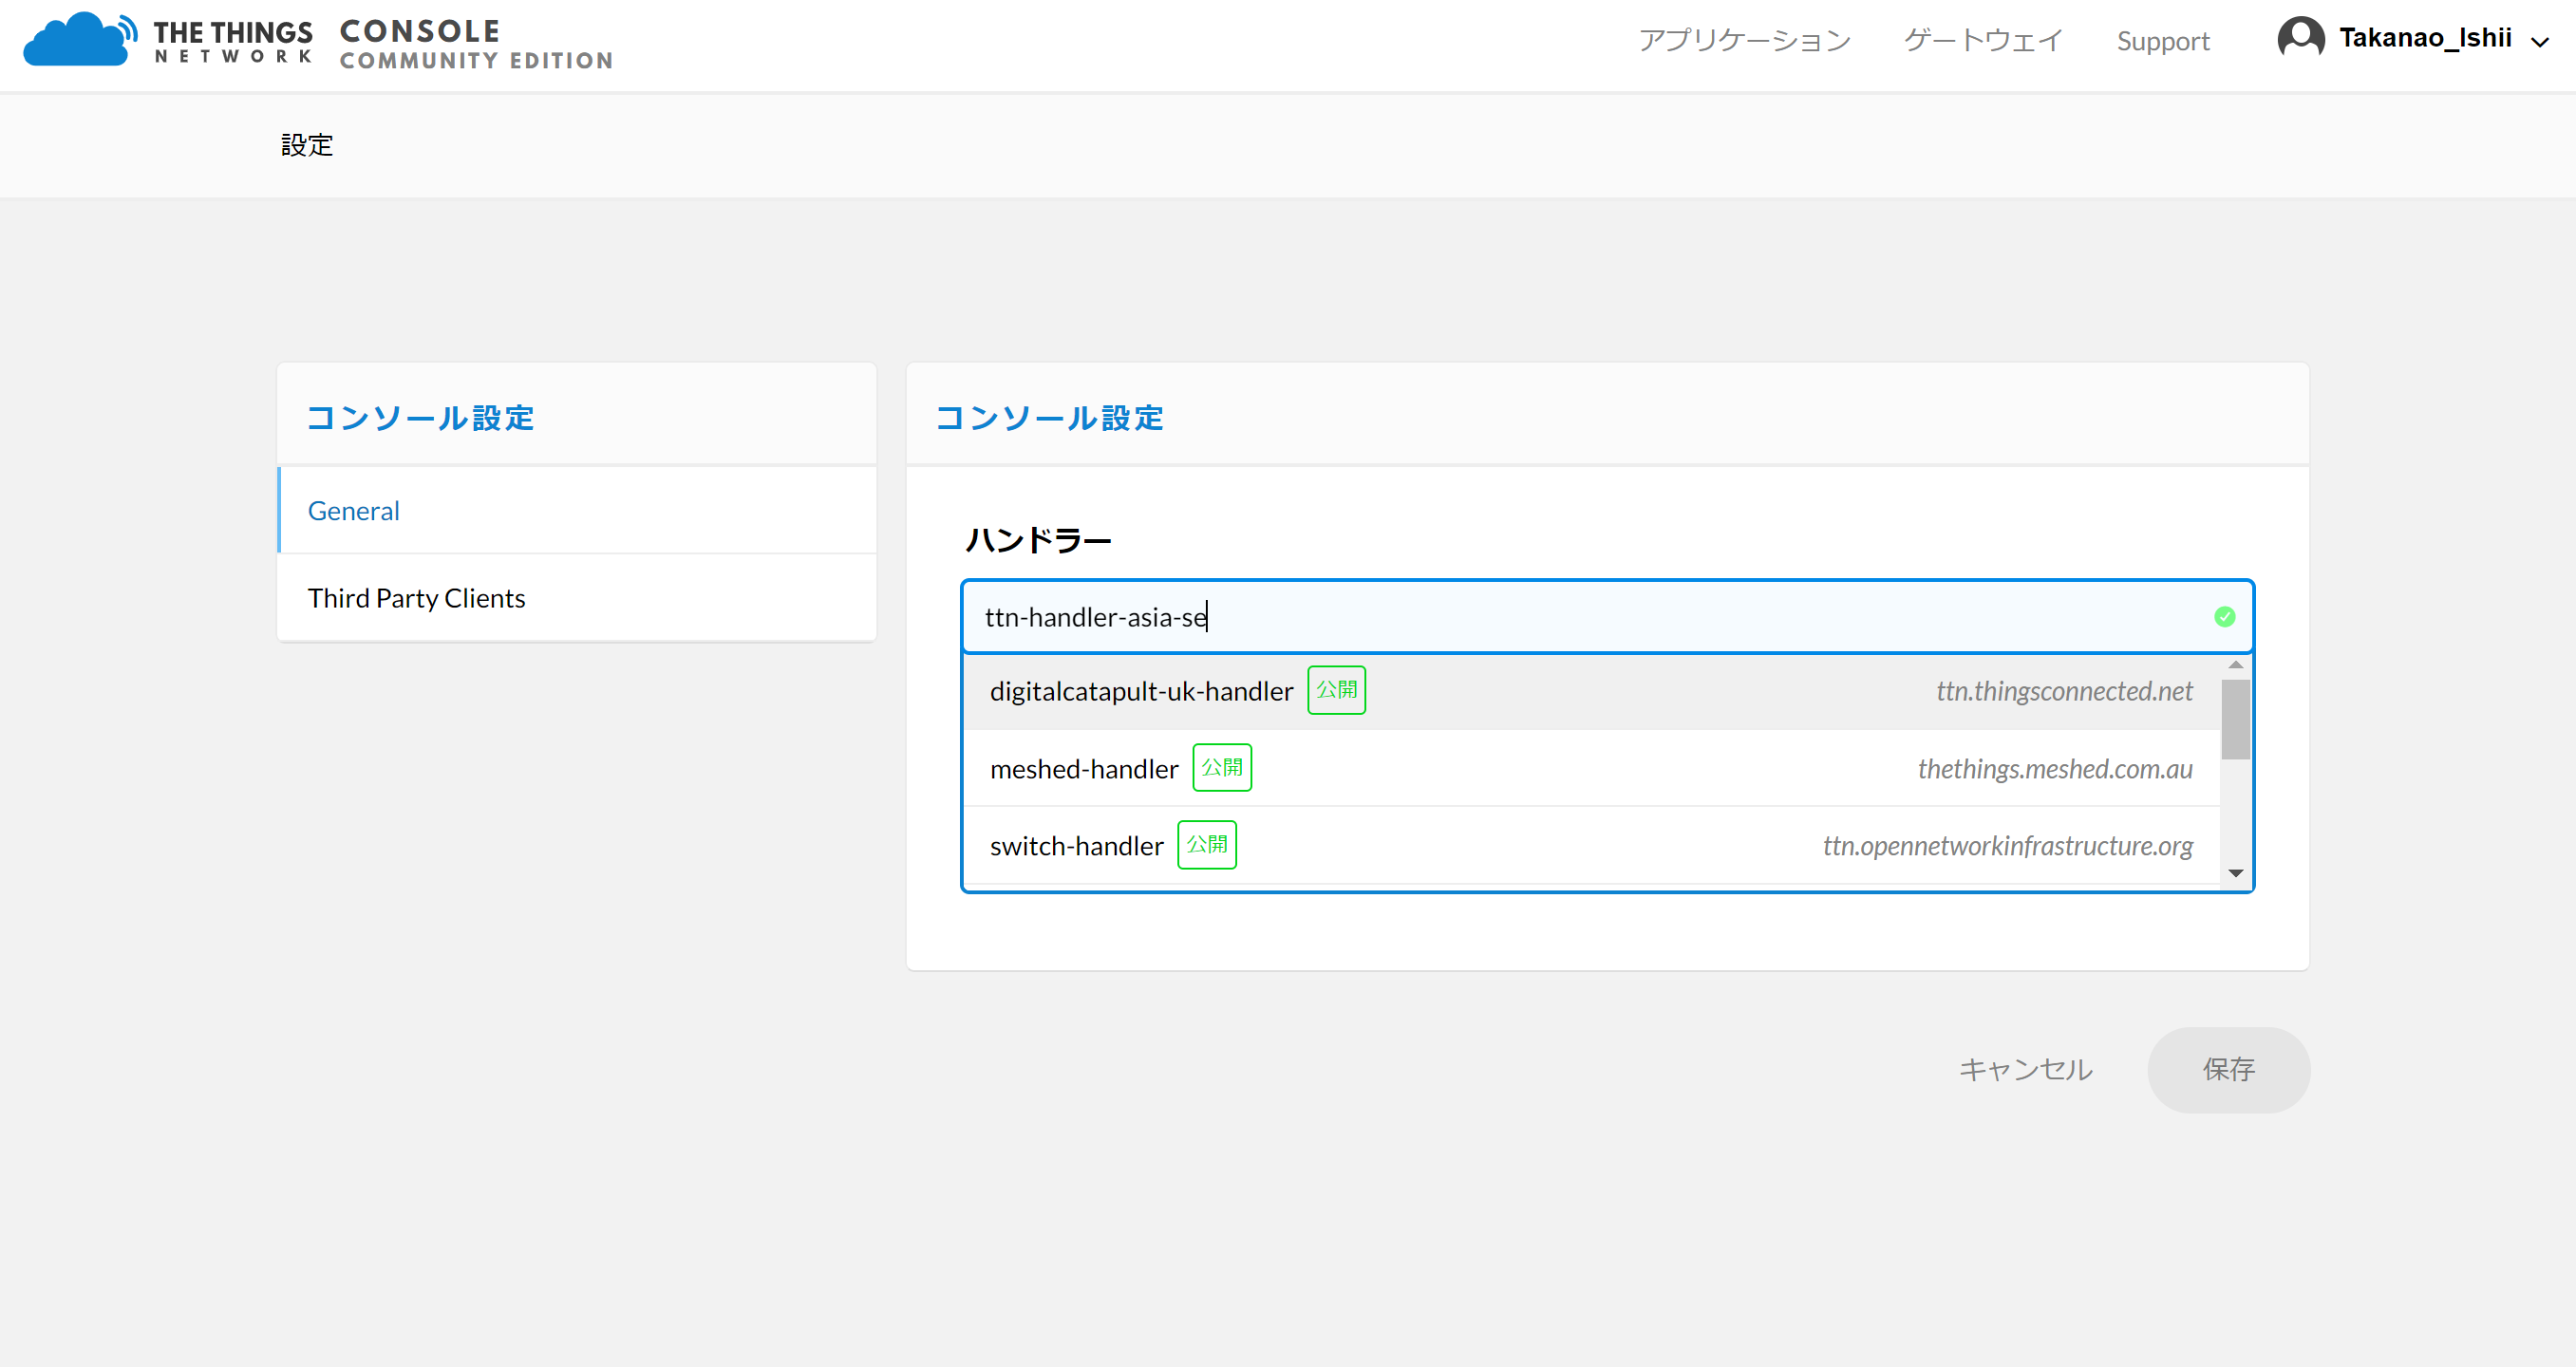 THE THINGS
NETWORK
CONSOLE
COMMUNITY EDITION
アプリケーション
ゲートウェイ
Support
Takanao_Ishii
設定
コンソール設定
General
Third Party Clients
コンソール設定
ハンドラー
ttn-handler-asia-se
digitalcatapult-uk-handler 公開 ttn.thingsconnected.net
meshed-handler 公開 thethings.meshed.com.au
switch-handler 公開 ttn.opennetworkinfrastructure.org
キャンセル
保存